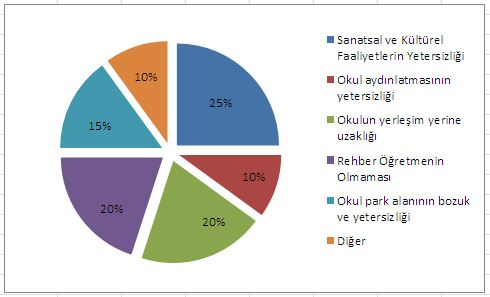 25%
10%
20%
20%
15%
10%
Sanatsal ve Kültürel
Faaliyetlerin Yetersizliği
Okul aydınlatmasının
yetersizliği
Okulun yerleşim yerine
uzaklığı
Rehber Öğretmenin
Olmaması
Okul park alanının bozuk
ve yetersizliği
Diğer